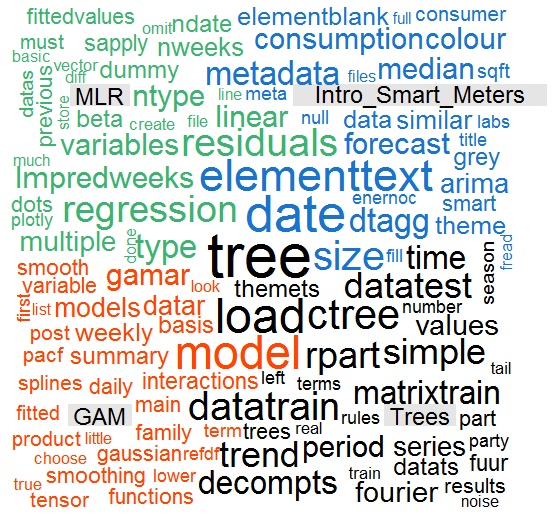 fittedvalues omit ndate elementblank full consumer
must sapply nweeks consumptioncolour
basic vector dummy metadata files median sqft
datas previous diff MLR ntype line meta Intro_Smart_Meters
store beta create file linear null data similar labs
variables residuals forecast title grey
much lmpredweeks elementtext arima
dots plotly regression date enernoc dtagg smart theme
multiple done type tree size fill time season fread
smooth variable gamar look themets datatest
first list models datar load ctree number values
post weekly basis model rpart simple
pacf summary tail
splines daily interactions left terms matrixtrain
fitted GAM main datatrain rules Trees part
product little family term trees real period series party
choose gaussian refdf trend train datats fuur
true smoothing lower decompts fourier results
tensor functions noise